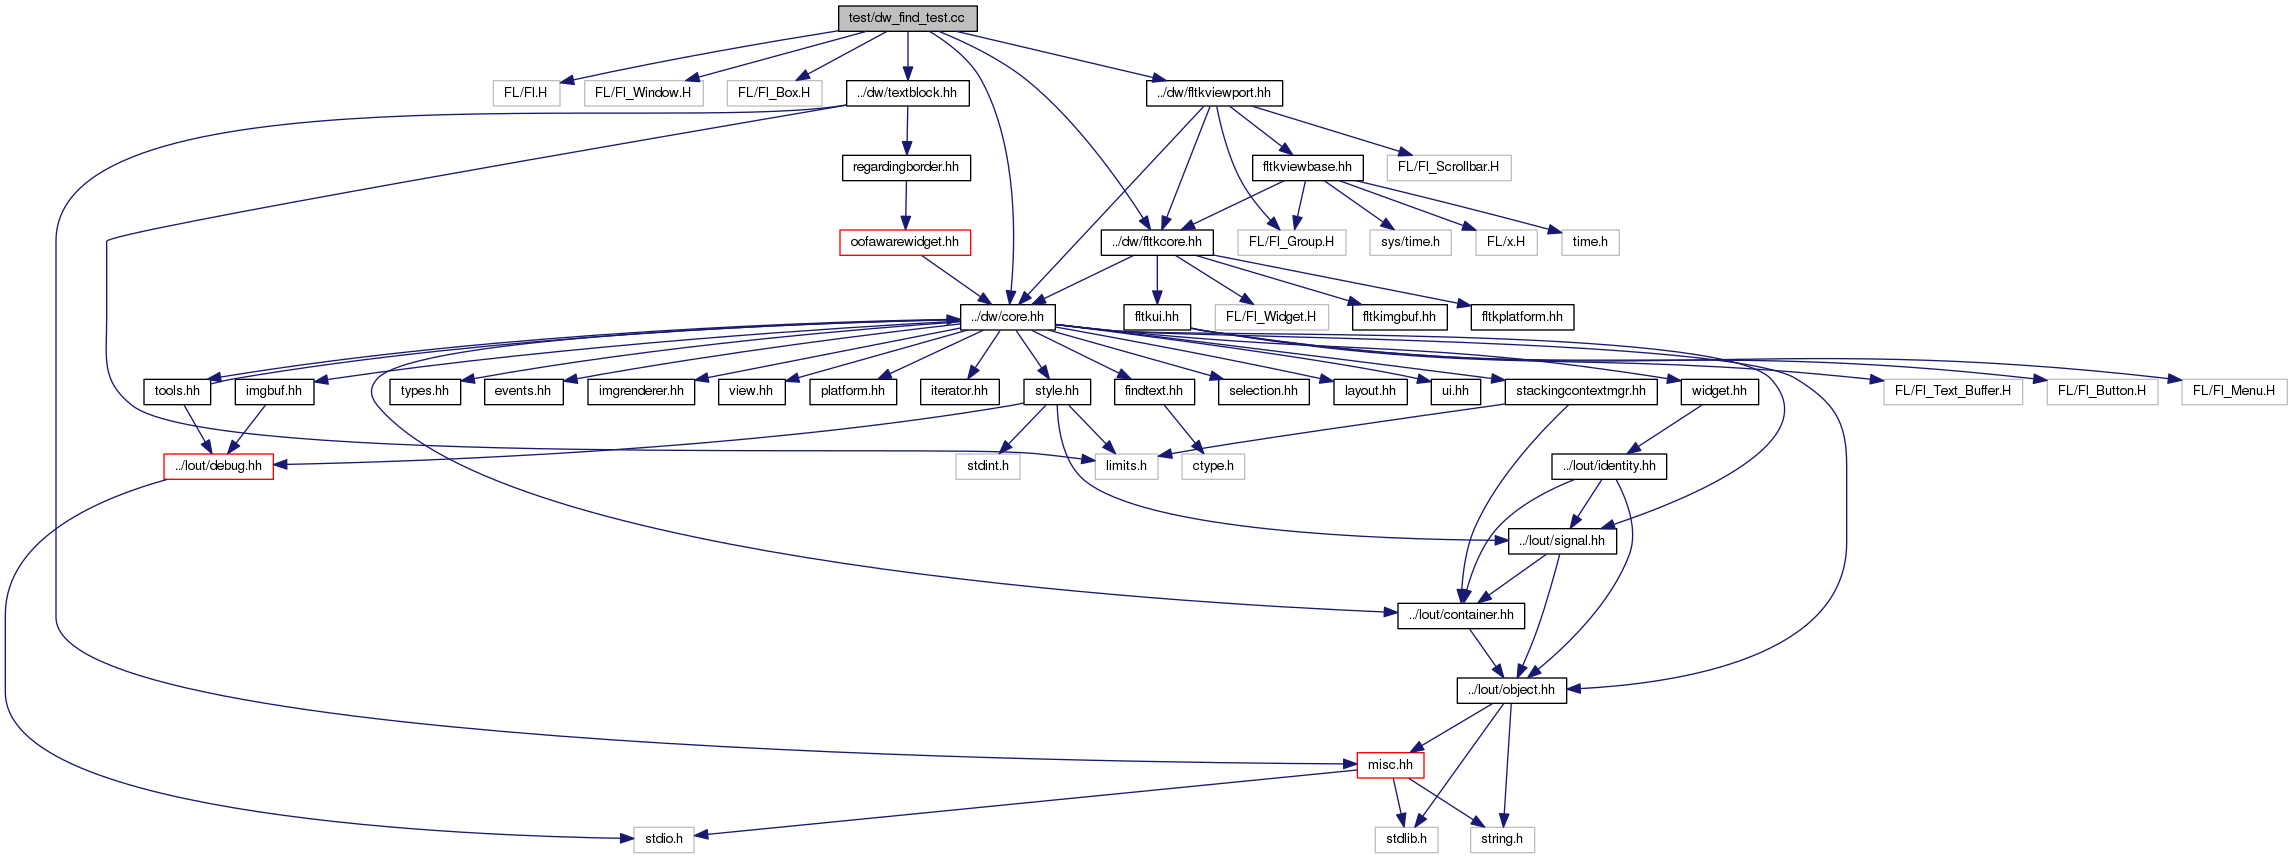 test/dw_find_test.cc
FL/Fl.H
FL/Fl_Window.H
FL/Fl_Box.H
../dw/textblock.hh
../dw/fltkviewport.hh
regardingborder.hh
fltkviewbase.hh
FL/Fl_Scrollbar.H
oofawarewidget.hh
../dw/fltkcore.hh
FL/Fl_Group.H
sys/time.h
FL/x.H
time.h
../dw/core.hh
fltkui.hh
FL/Fl_Widget.H
fltkimgbuf.hh
fltkplatform.hh
tools.hh
imgbuf.hh
types.hh
events.hh
imgrenderer.hh
view.hh
platform.hh
iterator.hh
style.hh
findtext.hh
selection.hh
layout.hh
ui.hh
stackingcontextmgr.hh
widget.hh
FL/Fl_Text_Buffer.H
FL/Fl_Button.H
FL/Fl_Menu.H
../lout/debug.hh
stdint.h
limits.h
ctype.h
../lout/identity.hh
../lout/signal.hh
../lout/container.hh
../lout/object.hh
misc.hh
stdio.h
stdlib.h
string.h